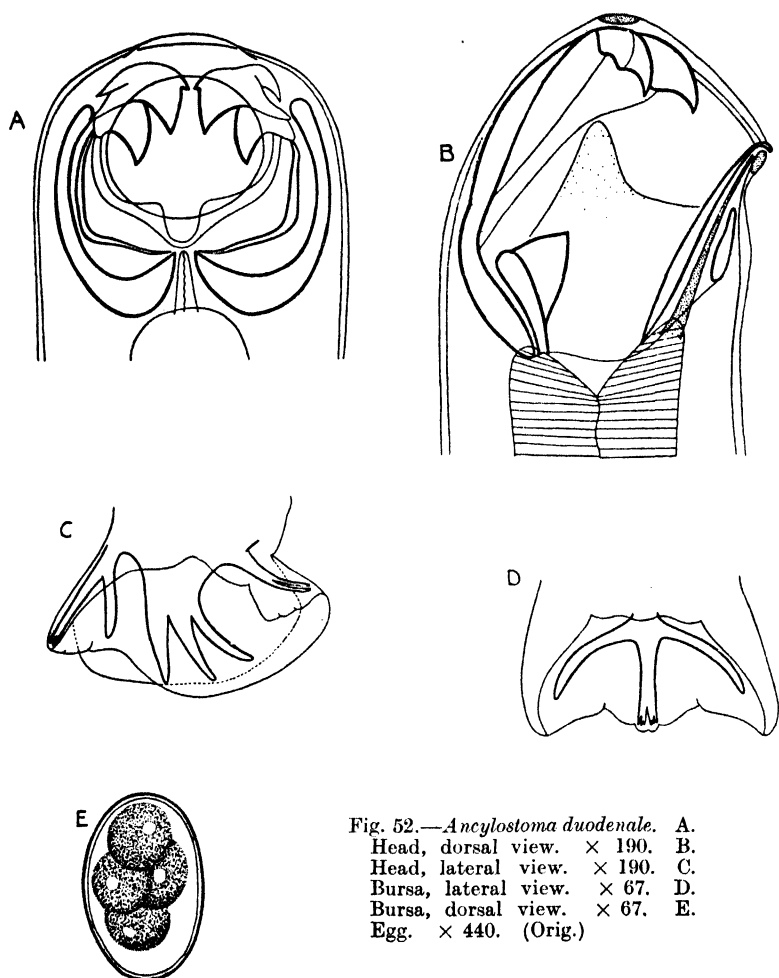 A
B
C
D
E
Fig. 52.—Ancylostoma duodenale. A.
Head, dorsal view. × 190. B.
Head, lateral view. × 190. C.
Bursa, lateral view. × 67. D.
Bursa, dorsal view. × 67. E.
Egg. × 440. (Orig.)